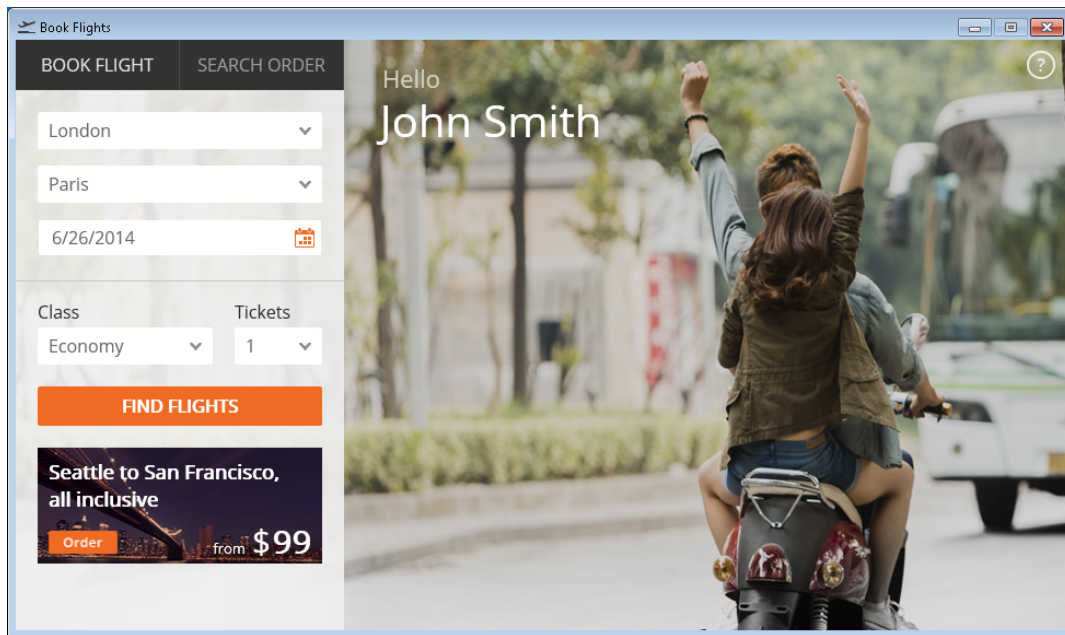 Book Flights
BOOK FLIGHT
SEARCH ORDER
Hello
John Smith
?
London
Paris
6/26/2014
Class
Tickets
Economy
1
FIND FLIGHTS
Seattle to San Francisco,
all inclusive
Order
from $99